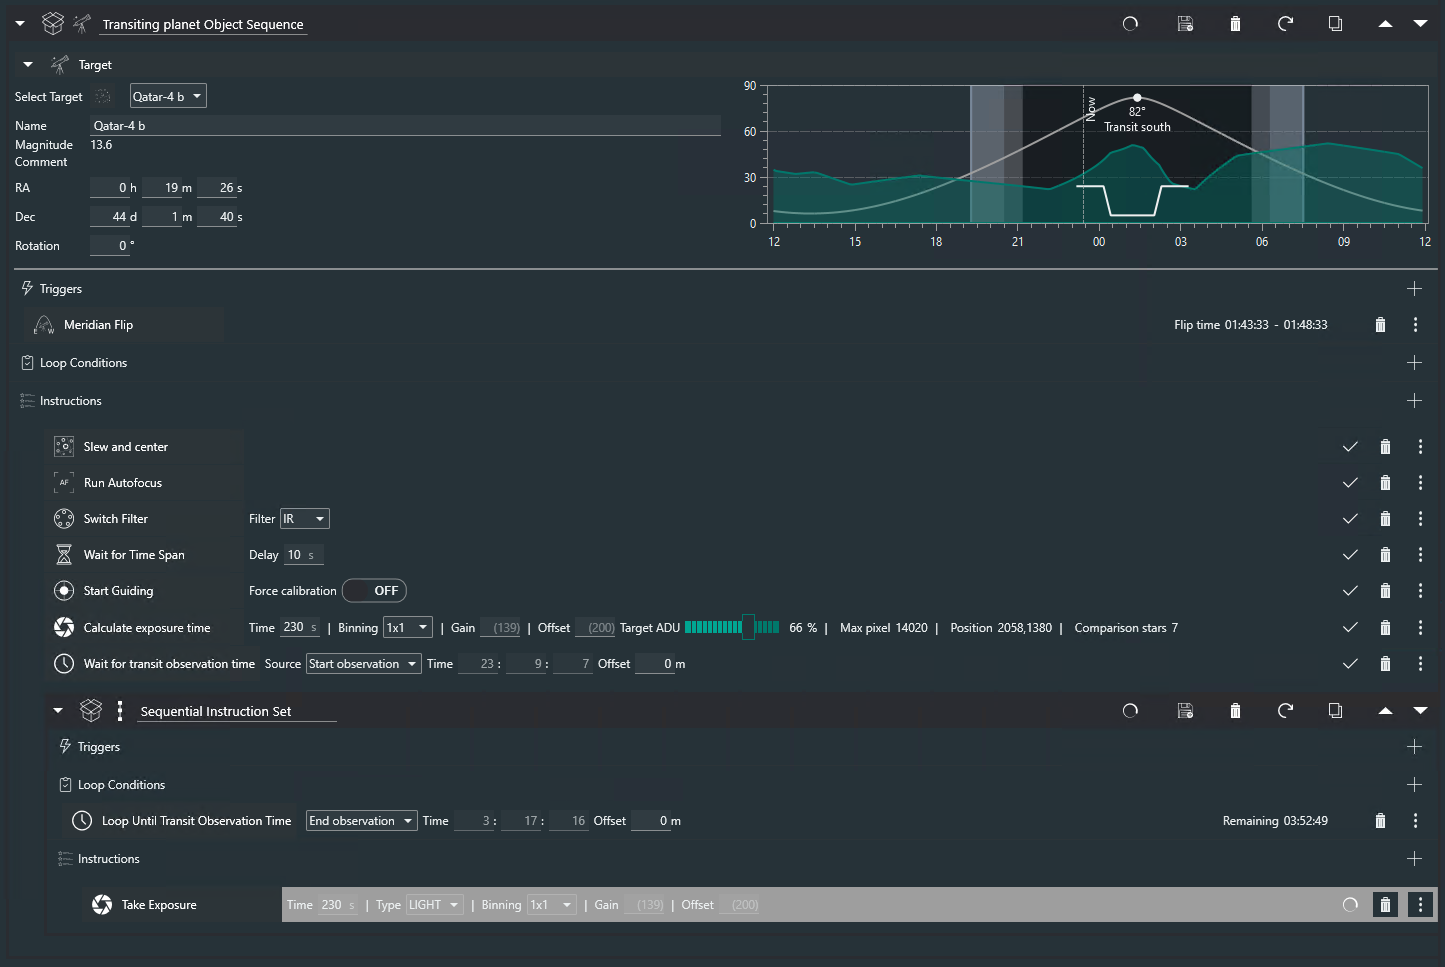 Transiting planet Object Sequence
Target
Select Target Qatar-4 b
Name Qatar-4 b
Magnitude 13.6
Comment
RA 0 h 19 m 26 s
Dec 44 d 1 m 40 s
Rotation 0 °
90
60
30
0
Now
82°
Transit south
12 15 18 21 00 03 06 09 12
Triggers
E W Meridian Flip Flip time 01:43:33 - 01:48:33
Loop Conditions
Instructions
Slew and center
AF Run Autofocus
Switch Filter Filter IR
Wait for Time Span Delay 10 s
Start Guiding Force calibration OFF
Calculate exposure time Time 230 s | Binning 1x1 | Gain (139) | Offset (200) Target ADU 66 % | Max pixel 14020 | Position 2058,1380 | Comparison stars 7
Wait for transit observation time Source Start observation Time 23 : 9 : 7 Offset 0 m
Sequential Instruction Set
Triggers
Loop Conditions
Loop Until Transit Observation Time End observation Time 3 : 17 : 16 Offset 0 m Remaining 03:52:49
Instructions
Take Exposure Time 230 s | Type LIGHT | Binning 1x1 | Gain (139) | Offset (200)